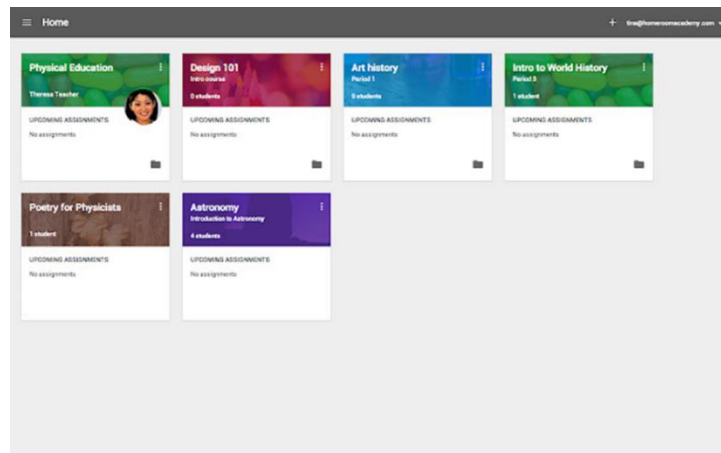 Home
tina@homeroomacademy.com
Physical Education
Theresa Teacher
UPCOMING ASSIGNMENTS
No assignments
Design 101
Intro course
0 students
UPCOMING ASSIGNMENTS
No assignments
Art history
Period 1
0 students
UPCOMING ASSIGNMENTS
No assignments
Intro to World History
Period 3
1 student
UPCOMING ASSIGNMENTS
No assignments
Poetry for Physicists
1 student
UPCOMING ASSIGNMENTS
No assignments
Astronomy
Introduction to Astronomy
4 students
UPCOMING ASSIGNMENTS
No assignments